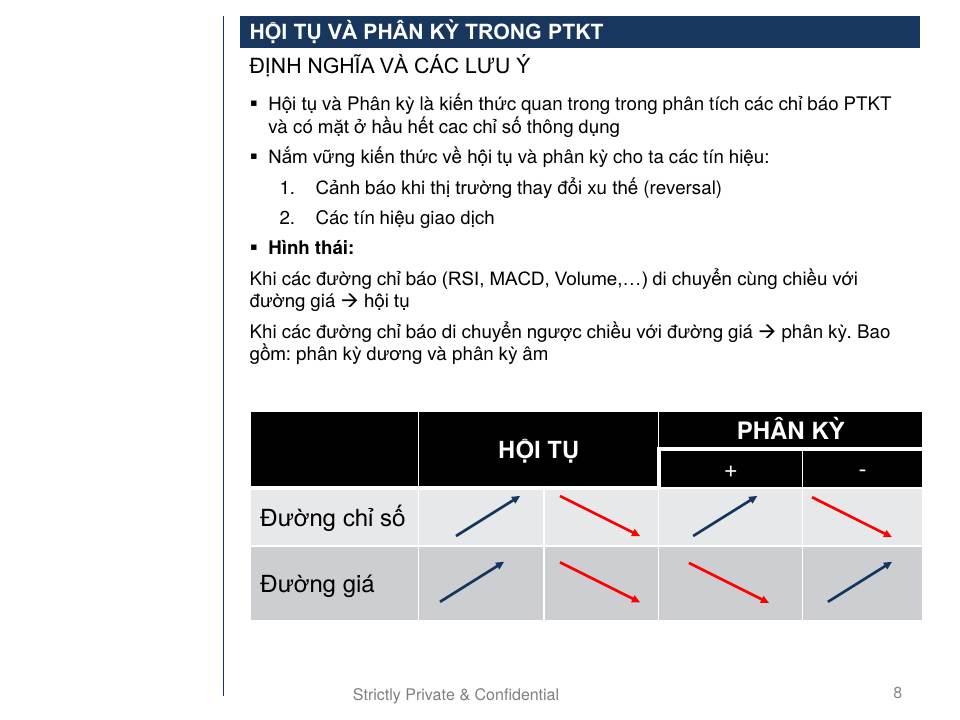 HỘI TỤ VÀ PHÂN KỲ TRONG PTKT
ĐỊNH NGHĨA VÀ CÁC LƯU Ý
▪ Hội tụ và Phân kỳ là kiến thức quan trong trong phân tích các chỉ báo PTKT
và có mặt ở hầu hết cac chỉ số thông dụng
▪ Nắm vững kiến thức về hội tụ và phân kỳ cho ta các tín hiệu:
1. Cảnh báo khi thị trường thay đổi xu thế (reversal)
2. Các tín hiệu giao dịch
▪ Hình thái:
Khi các đường chỉ báo (RSI, MACD, Volume,…) di chuyển cùng chiều với
đường giá → hội tụ
Khi các đường chỉ báo di chuyển ngược chiều với đường giá → phân kỳ. Bao
gồm: phân kỳ dương và phân kỳ âm
HỘI TỤ
PHÂN KỲ
+ -
Đường chỉ số
Đường giá
Strictly Private & Confidential
8